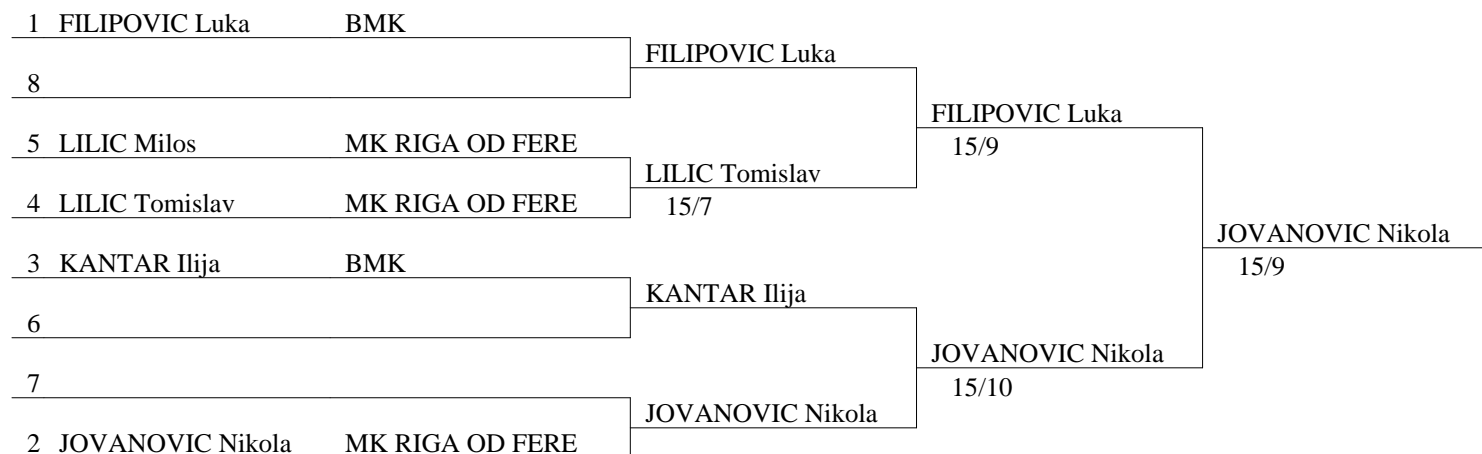 1 FILIPOVIC Luka BMK
FILIPOVIC Luka
8
FILIPOVIC Luka
15/9
5 LILIC Milos MK RIGA OD FERE
LILIC Tomislav
15/7
4 LILIC Tomislav MK RIGA OD FERE
JOVANOVIC Nikola
15/9
3 KANTAR Ilija BMK
KANTAR Ilija
6
JOVANOVIC Nikola
15/10
7
JOVANOVIC Nikola
2 JOVANOVIC Nikola MK RIGA OD FERE